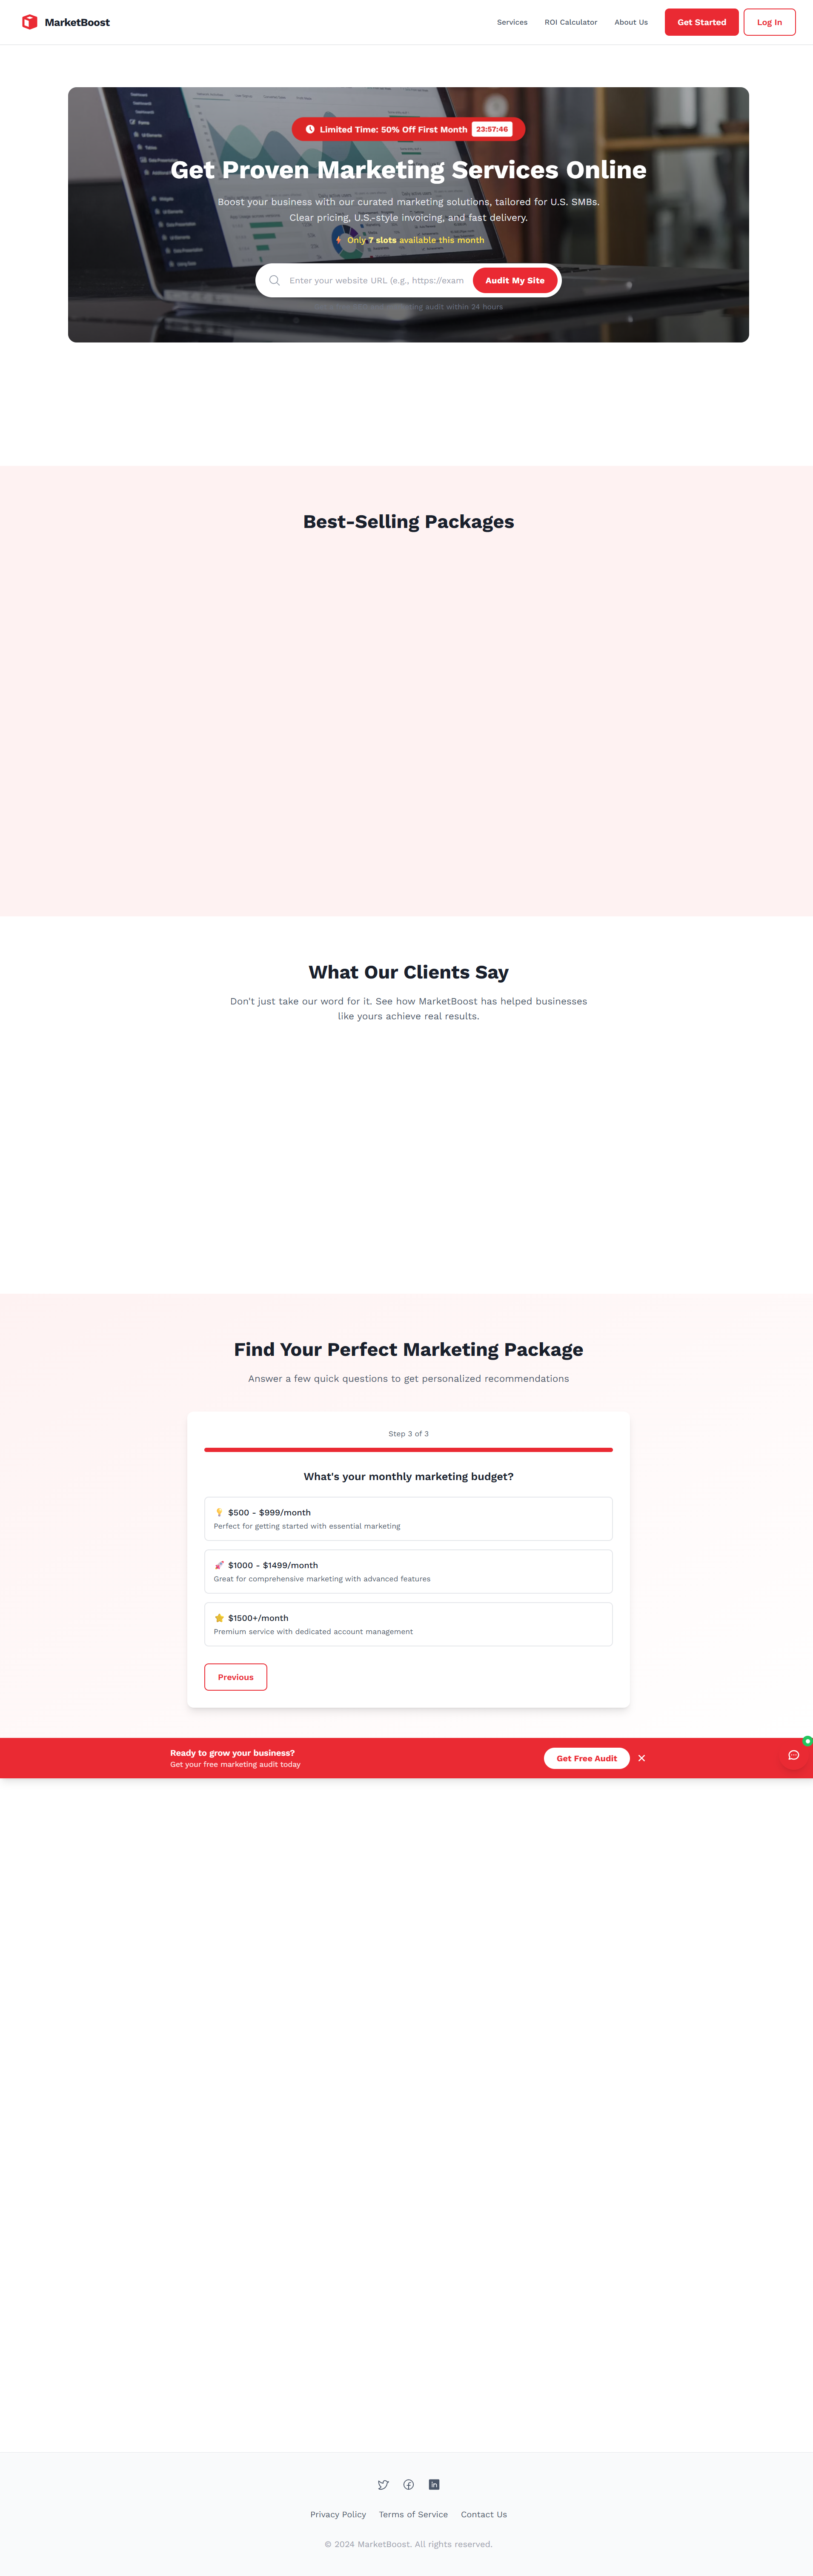 MarketBoost
Services
ROI Calculator
About Us
Get Started
Log In
Limited Time: 50% Off First Month 23:57:46
Get Proven Marketing Services Online
Boost your business with our curated marketing solutions, tailored for U.S. SMBs.
Clear pricing, U.S.-style invoicing, and fast delivery.
Only 7 slots available this month
Enter your website URL (e.g., https://exam
Audit My Site
audit within 24 hours
Best-Selling Packages
What Our Clients Say
Don't just take our word for it. See how MarketBoost has helped businesses
like yours achieve real results.
Find Your Perfect Marketing Package
Answer a few quick questions to get personalized recommendations
Step 3 of 3
What's your monthly marketing budget?
$500 - $999/month
Perfect for getting started with essential marketing
$1000 - $1499/month
Great for comprehensive marketing with advanced features
$1500+/month
Premium service with dedicated account management
Previous
Ready to grow your business?
Get your free marketing audit today
Get Free Audit
Privacy Policy
Terms of Service
Contact Us
© 2024 MarketBoost. All rights reserved.